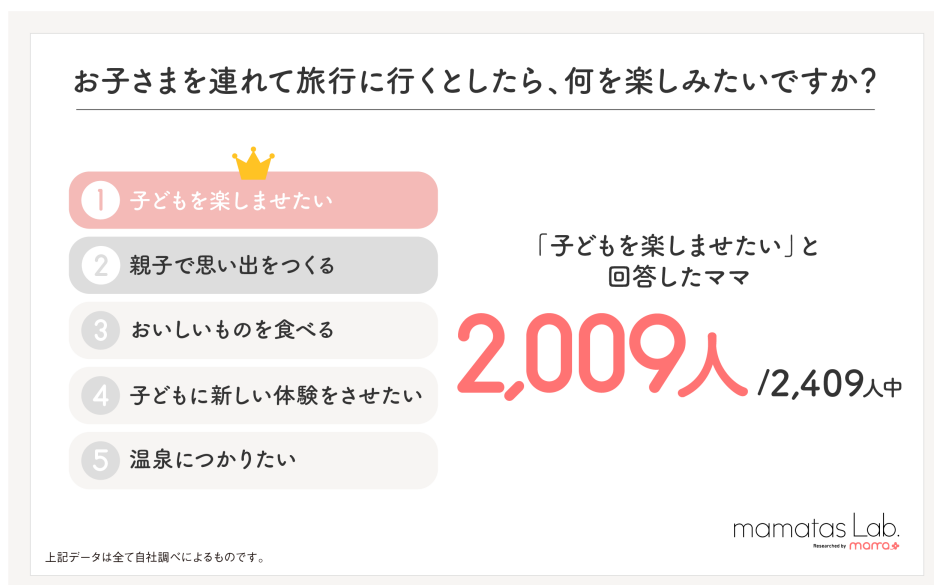 お子さまを連れて旅行に行くとしたら、何を楽しみたいですか？
1 子どもを楽しませたい
2 親子で思い出をつくる
3 おいしいものを食べる
4 子どもに新しい体験をさせたい
5 温泉につかりたい
「子どもを楽しませたい」と
回答したママ
2,009人/2,409人中
mamatas Lab.
Researched by mama+
上記データは全て自社調べによるものです。